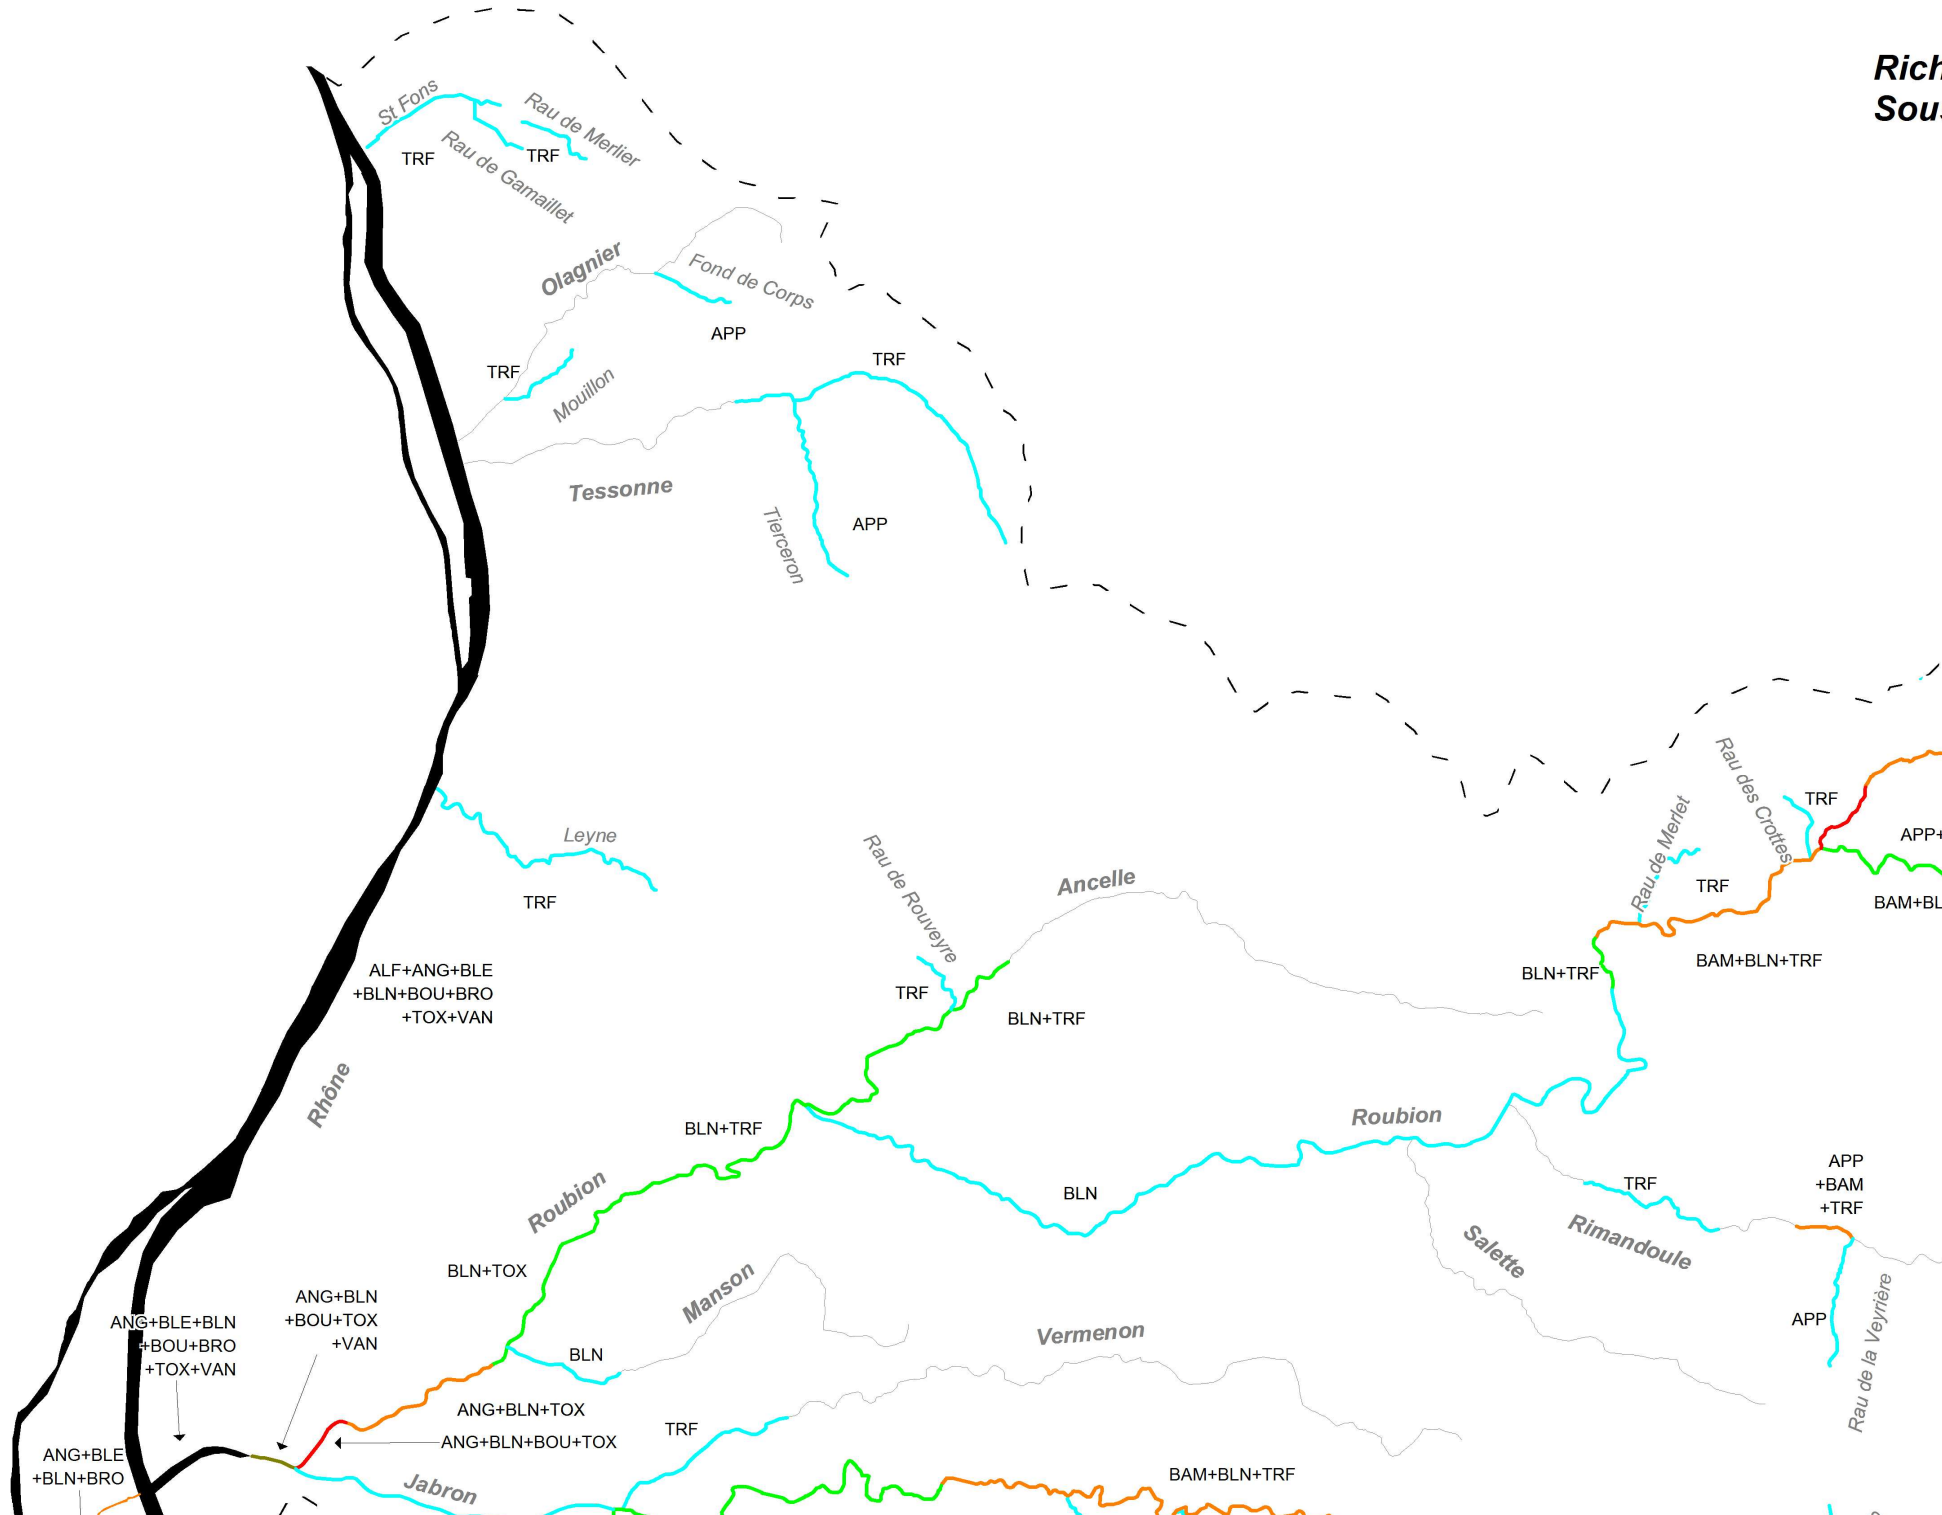 Rich
Sous
St Fons
Rau de Merlier
TRF
Rau de Gamaillet
TRF
Olagnier
Fond de Corps
APP
TRF
TRF
Mouillon
Tessonne
Tierceron
APP
Leyne
TRF
Rau des Crottes
TRF
Rau de Merlet
APP+
TRF
BAM+BL
Rau de Rouveyre
Ancelle
ALF+ANG+BLE
+BLN+BOU+BRO
+TOX+VAN
TRF
BLN+TRF
BLN+TRF
BAM+BLN+TRF
Rhône
BLN+TRF
Roubion
BLN
Roubion
TRF
APP
+BAM
+TRF
Rimandoule
Salette
BLN+TOX
Manson
Vermenon
APP
Rau de la Veyrière
ANG+BLN
+BOU+TOX
+VAN
ANG+BLE+BLN
+BOU+BRO
+TOX+VAN
BLN
ANG+BLN+TOX
TRF
ANG+BLN+BOU+TOX
ANG+BLE
+BLN+BRO
Jabron
BAM+BLN+TRF